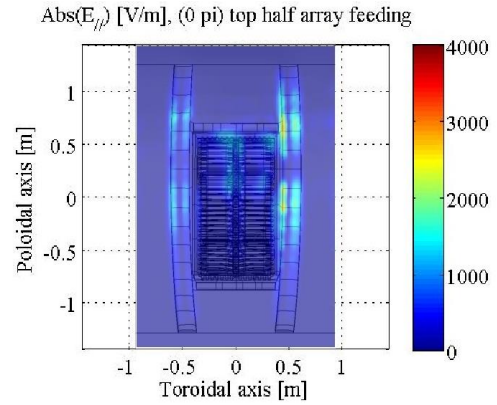 Abs(E//) [V/m], (0 pi) top half array feeding
4000
3000
2000
1000
0
Poloidal axis [m]
1
0.5
0
-0.5
-1
-1 -0.5 0 0.5 1
Toroidal axis [m]